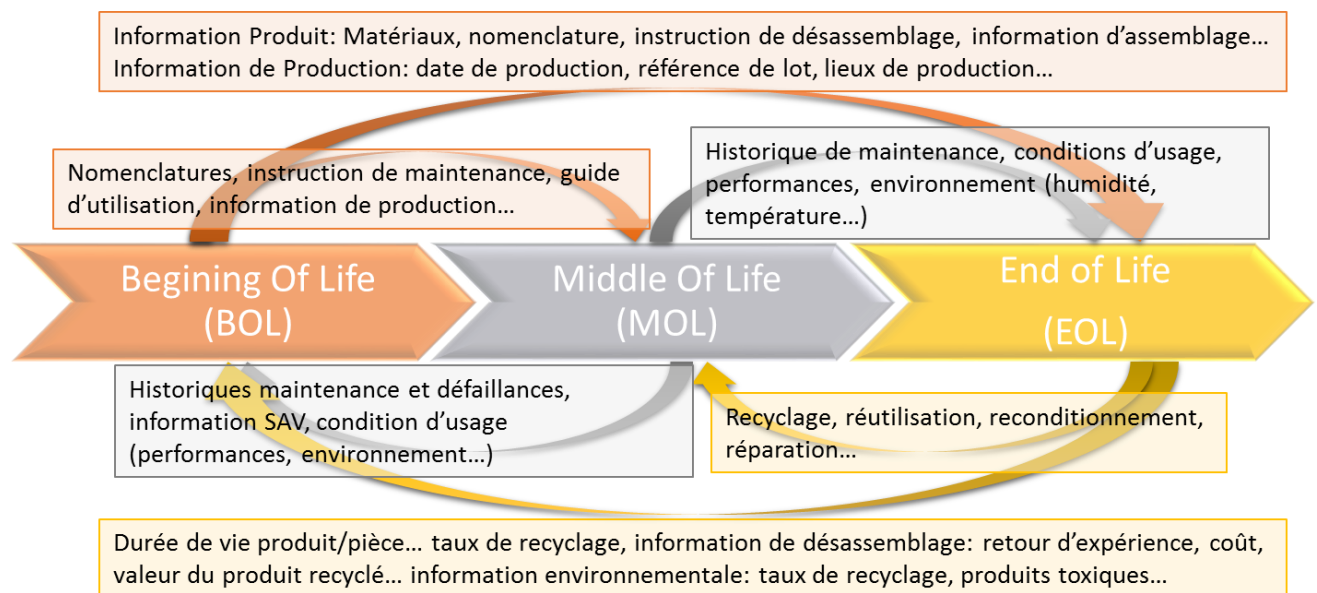 Information Produit: Matériaux, nomenclature, instruction de désassemblage, information d'assemblage…
Information de Production: date de production, référence de lot, lieux de production…
Nomenclatures, instruction de maintenance, guide
d'utilisation, information de production…
Historique de maintenance, conditions d'usage,
performances, environnement (humidité,
température…)
Begining Of Life
(BOL)
Middle Of Life
(MOL)
End of Life
(EOL)
Historiques maintenance et défaillances,
information SAV, condition d'usage
(performances, environnement…)
Recyclage, réutilisation, reconditionnement,
réparation…
Durée de vie produit/pièce… taux de recyclage, information de désassemblage: retour d'expérience, coût,
valeur du produit recyclé… information environnementale: taux de recyclage, produits toxiques…